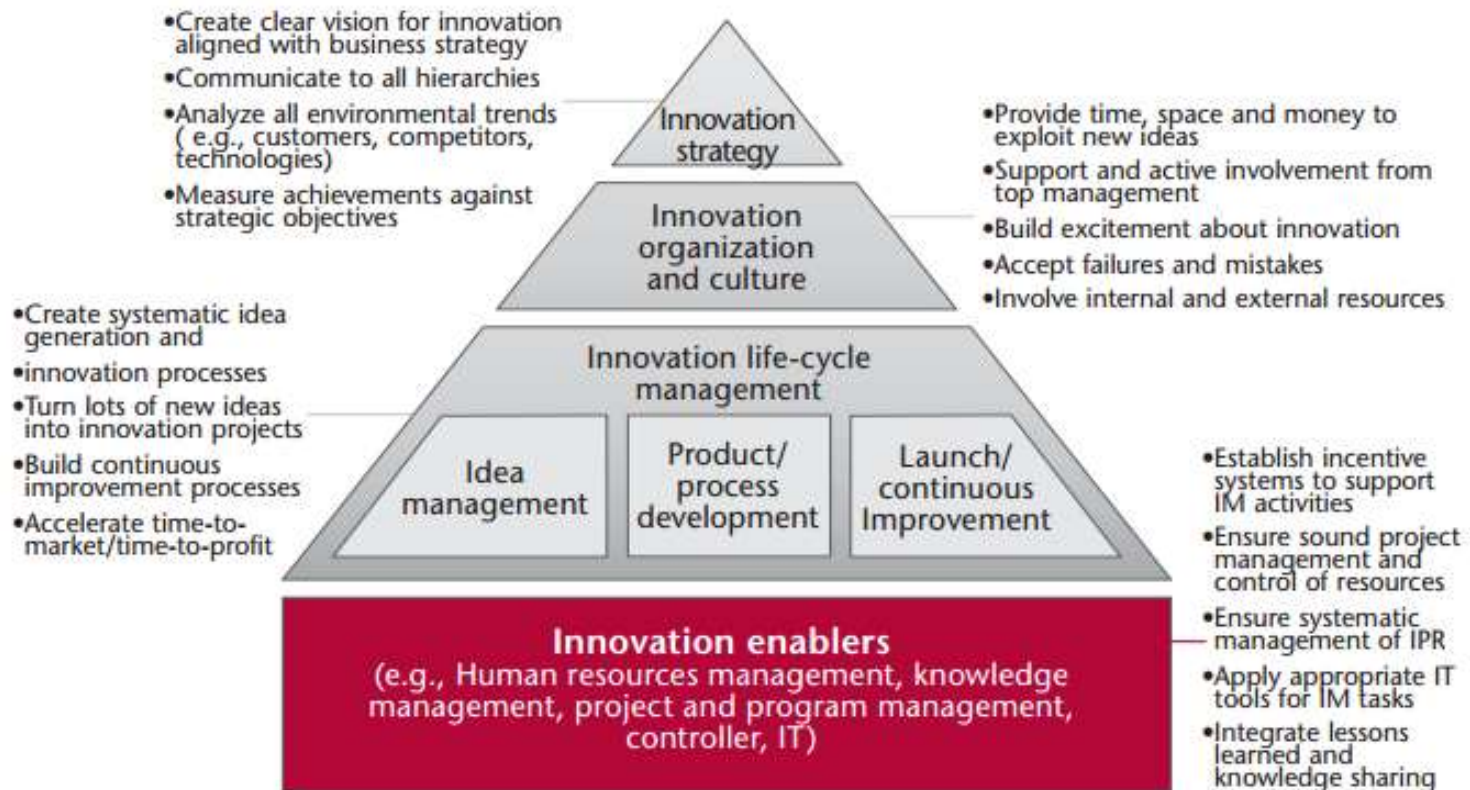 •Create clear vision for innovation
aligned with business strategy
•Communicate to all hierarchies
•Analyze all environmental trends
( e.g., customers, competitors,
technologies)
•Measure achievements against
strategic objectives
Innovation
strategy
•Provide time, space and money to
exploit new ideas
•Support and active involvement from
top management
•Build excitement about innovation
•Accept failures and mistakes
•Involve internal and external resources
Innovation
organization
and culture
•Create systematic idea
generation and
•innovation processes
•Turn lots of new ideas
into innovation projects
•Build continuous
improvement processes
•Accelerate time-to-
market/time-to-profit
Innovation life-cycle
management
Idea
management
Product/
process
development
Launch/
continuous
Improvement
•Establish incentive
systems to support
IM activities
•Ensure sound project
management and
control of resources
•Ensure systematic
management of IPR
•Apply appropriate IT
tools for IM tasks
•Integrate lessons
learned and
knowledge sharing
Innovation enablers
(e.g., Human resources management, knowledge
management, project and program management,
controller, IT)